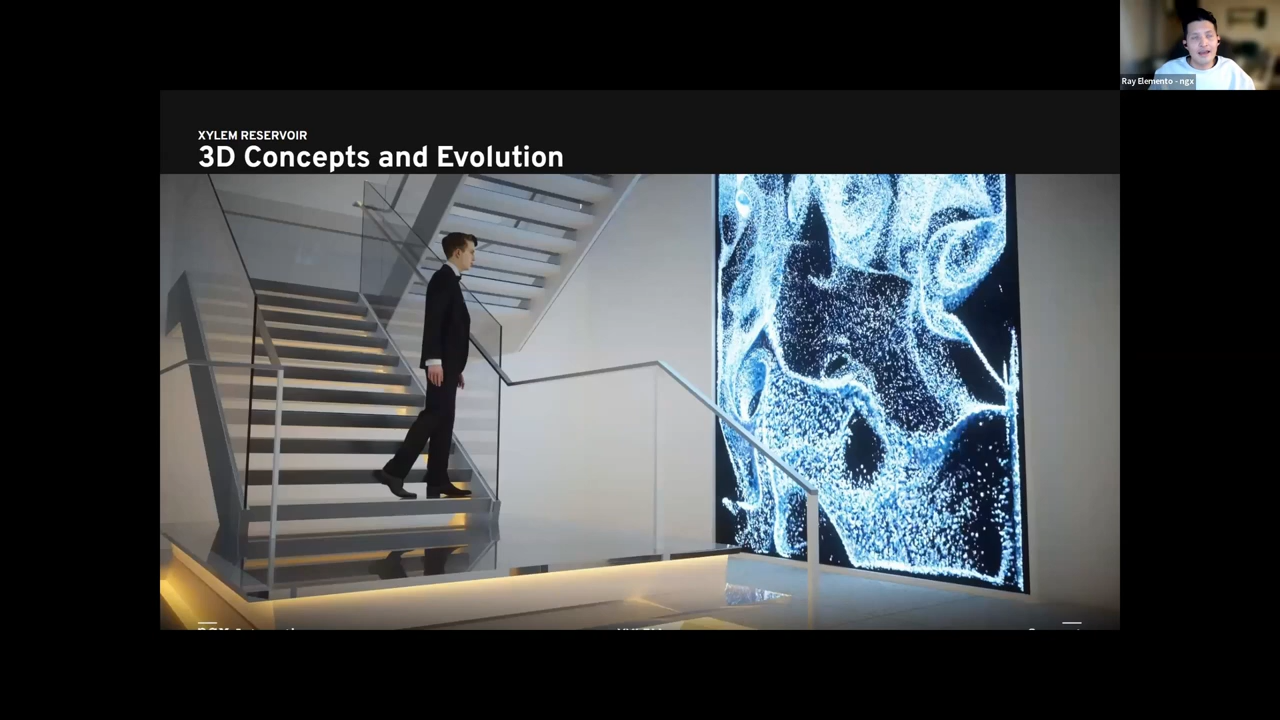 XYLEM RESERVOIR
3D Concepts and Evolution
Ray Elemento - ngx